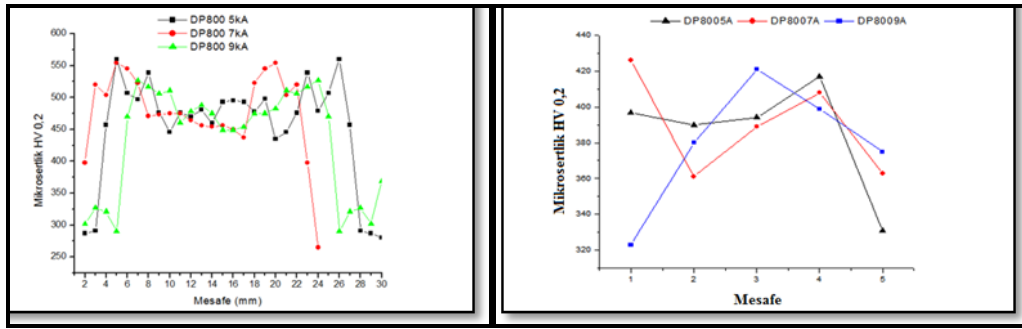 DP800 5kA
DP800 7kA
DP800 9kA
600
550
500
450
400
350
300
250
Mikrosertlik HV 0,2
2 4 6 8 10 12 14 16 18 20 22 24 26 28 30
Mesafe (mm)
DP8005A DP8007A DP8009A
440
420
400
380
360
340
320
Mikrosertlik HV 0,2
1 2 3 4 5
Mesafe